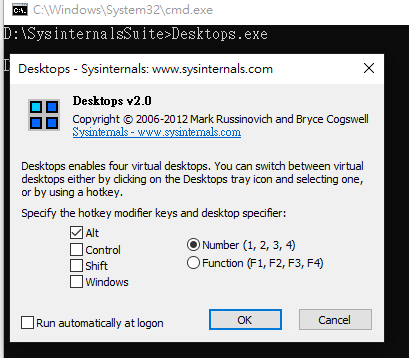 C:\Windows\System32\cmd.exe
D:\SysinternalsSuite>Desktops.exe
Desktops - Sysinternals: www.sysinternals.com
Desktops v2.0
Copyright © 2006-2012 Mark Russinovich and Bryce Cogswell
Sysinternals - www.sysinternals.com
Desktops enables four virtual desktops. You can switch between virtual
desktops either by clicking on the Desktops tray icon and selecting one,
or by using a hotkey.
Specify the hotkey modifier keys and desktop specifier:
Alt
Control
Shift
Windows
Number (1, 2, 3, 4)
Function (F1, F2, F3, F4)
Run automatically at logon
OK
Cancel